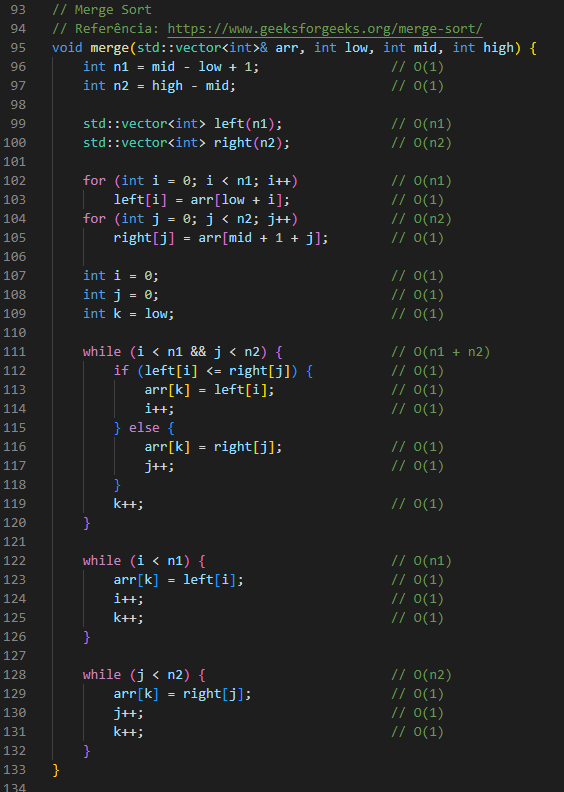 93 // Merge Sort
94 // Referência: https://www.geeksforgeeks.org/merge-sort/
95 void merge(std::vector<int>& arr, int low, int mid, int high) {
96 int n1 = mid - low + 1; // O(1)
97 int n2 = high - mid; // O(1)
98
99 std::vector<int> left(n1); // O(n1)
100 std::vector<int> right(n2); // O(n2)
101
102 for (int i = 0; i < n1; i++) // O(n1)
103 left[i] = arr[low + i]; // O(1)
104 for (int j = 0; j < n2; j++) // O(n2)
105 right[j] = arr[mid + 1 + j]; // O(1)
106
107 int i = 0; // O(1)
108 int j = 0; // O(1)
109 int k = low; // O(1)
110
111 while (i < n1 && j < n2) { // O(n1 + n2)
112 if (left[i] <= right[j]) { // O(1)
113 arr[k] = left[i]; // O(1)
114 i++; // O(1)
115 } else {
116 arr[k] = right[j]; // O(1)
117 j++; // O(1)
118 }
119 k++; // O(1)
120 }
121
122 while (i < n1) { // O(n1)
123 arr[k] = left[i]; // O(1)
124 i++; // O(1)
125 k++; // O(1)
126 }
127
128 while (j < n2) { // O(n2)
129 arr[k] = right[j]; // O(1)
130 j++; // O(1)
131 k++; // O(1)
132 }
133 }
134